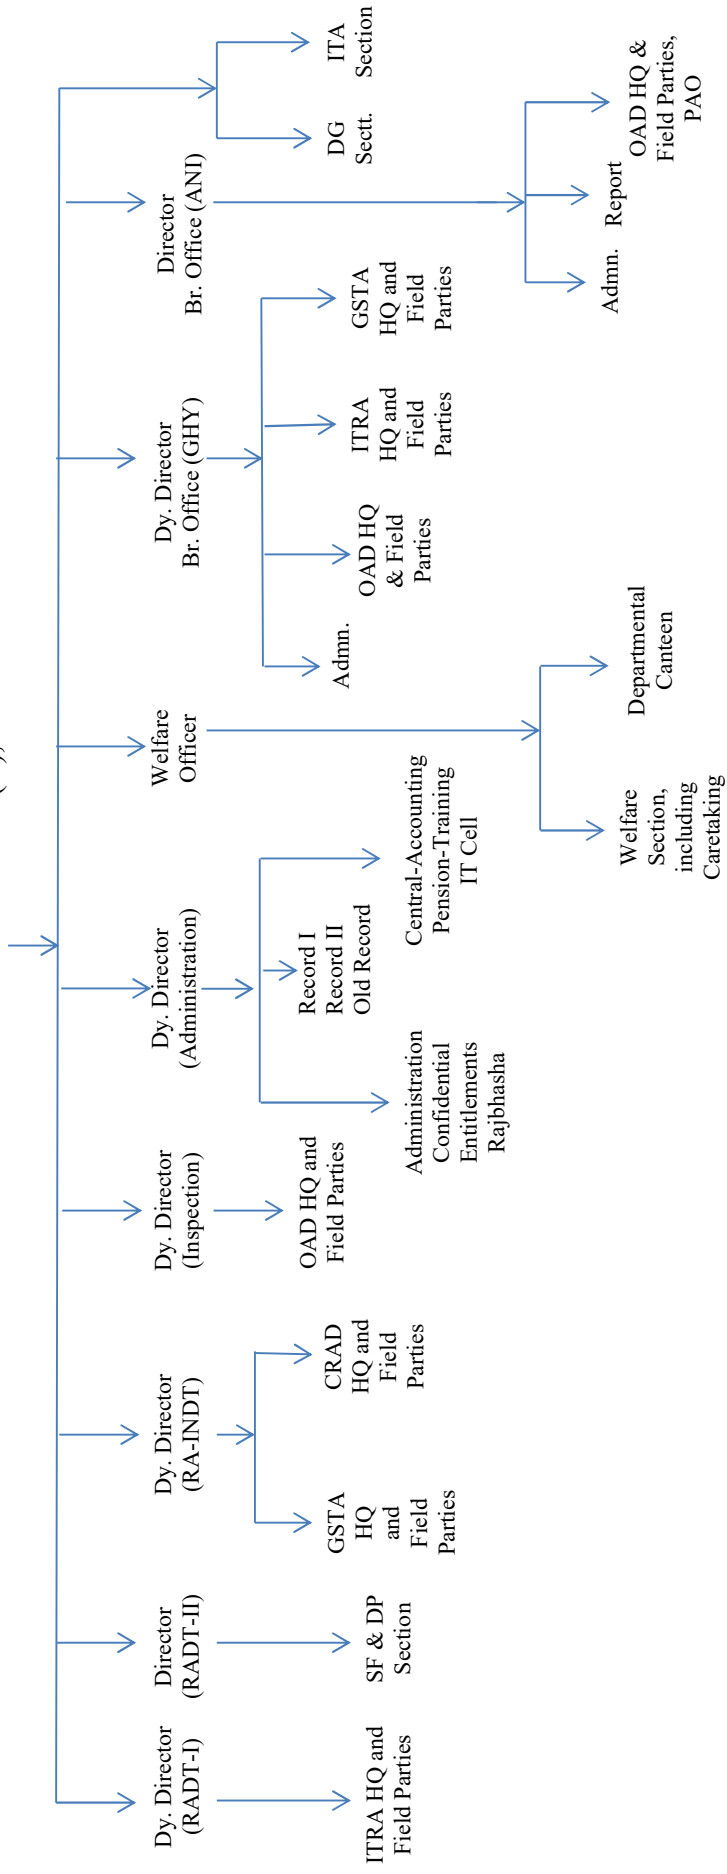 Dy. Director
(RADT-I)
Director
(RADT-II)
Dy. Director
(RA-INDT)
Dy. Director
(Inspection)
Dy. Director
(Administration)
Welfare
Officer
Dy. Director
Br. Office (GHY)
Director
Br. Office (ANI)
DG
Sectt.
ITA
Section
ITRA HQ and
Field Parties
SF & DP
Section
GSTA
HQ
and
Field
Parties
CRAD
HQ and
Field
Parties
OAD HQ and
Field Parties
Administration
Confidential
Entitlements
Rajbhasha
Record I
Record II
Old Record
Central-Accounting
Pension-Training
IT Cell
Welfare
Section,
including
Caretaking
Departmental
Canteen
Admn.
OAD HQ
& Field
Parties
ITRA
HQ and
Field
Parties
GSTA
HQ and
Field
Parties
Admn.
Report
OAD HQ &
Field Parties,
PAO